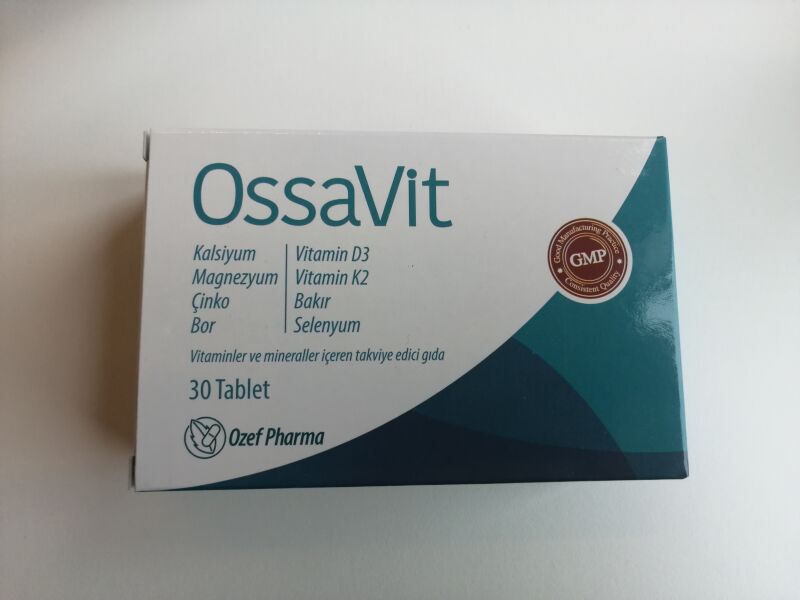 OssaVit
Kalsiyum
Magnezyum
Çinko
Bor
Vitamin D3
Vitamin K2
Bakır
Selenyum
Vitaminler ve mineraller içeren takviye edici gıda
30 Tablet
Ozef Pharma
Good Manufacturing Practice
GMP
Consistent Quality